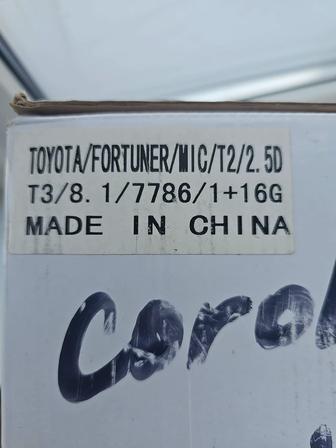 TOYOTA/FORTUNER/MIC/T2/2.5D
T3/8.1/7786/1+16G
MADE IN CHINA